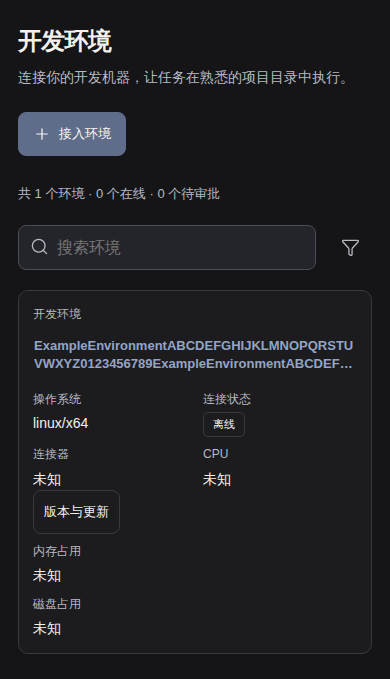 开发环境
连接你的开发机器，让任务在熟悉的项目目录中执行。
接入环境
共 1 个环境 · 0 个在线 · 0 个待审批
搜索环境
开发环境
ExampleEnvironmentABCDEFGHIJKLMNOPQRSTU
VWXYZ0123456789ExampleEnvironmentABCDEF…
操作系统
linux/x64
连接状态
离线
连接器
未知
版本与更新
CPU
未知
内存占用
未知
磁盘占用
未知